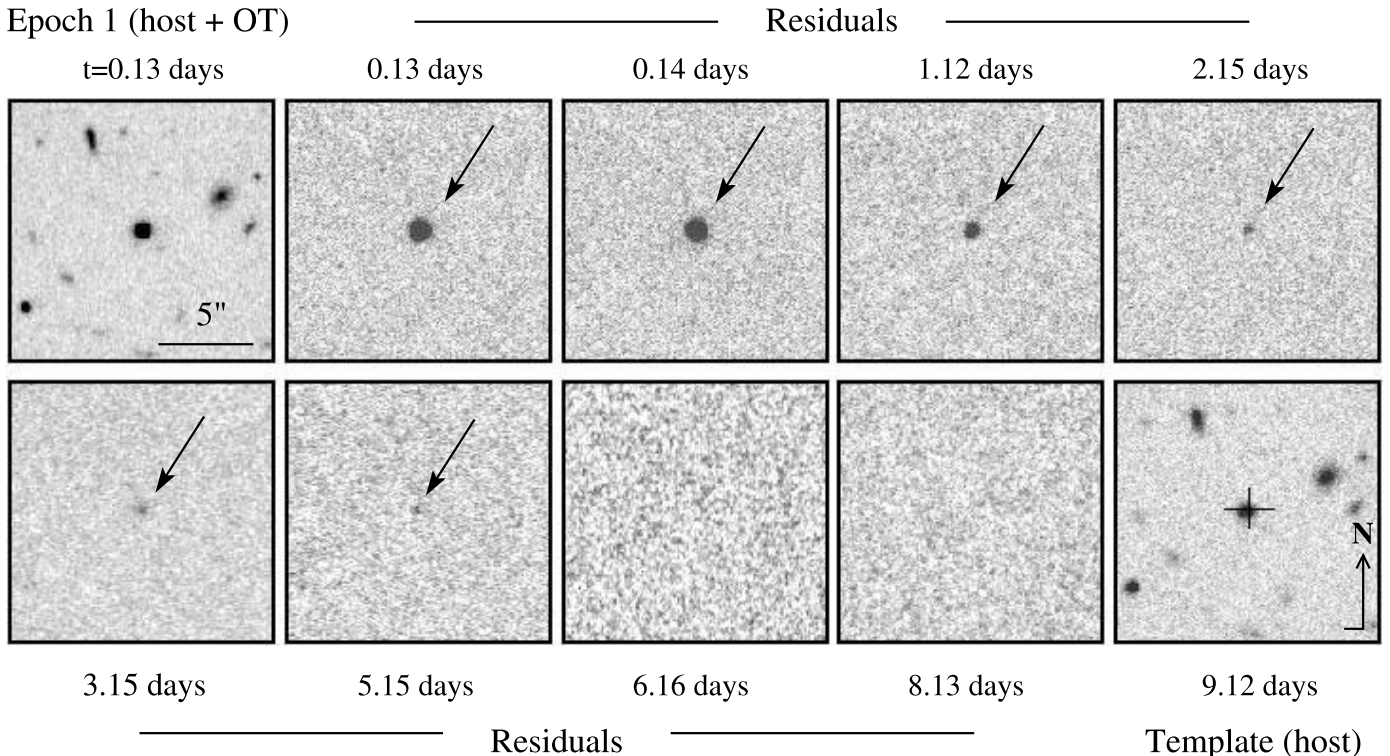 Epoch 1 (host + OT)
Residuals
t=0.13 days
0.13 days
0.14 days
1.12 days
2.15 days
5"
N
3.15 days
5.15 days
6.16 days
8.13 days
9.12 days
Residuals
Template (host)